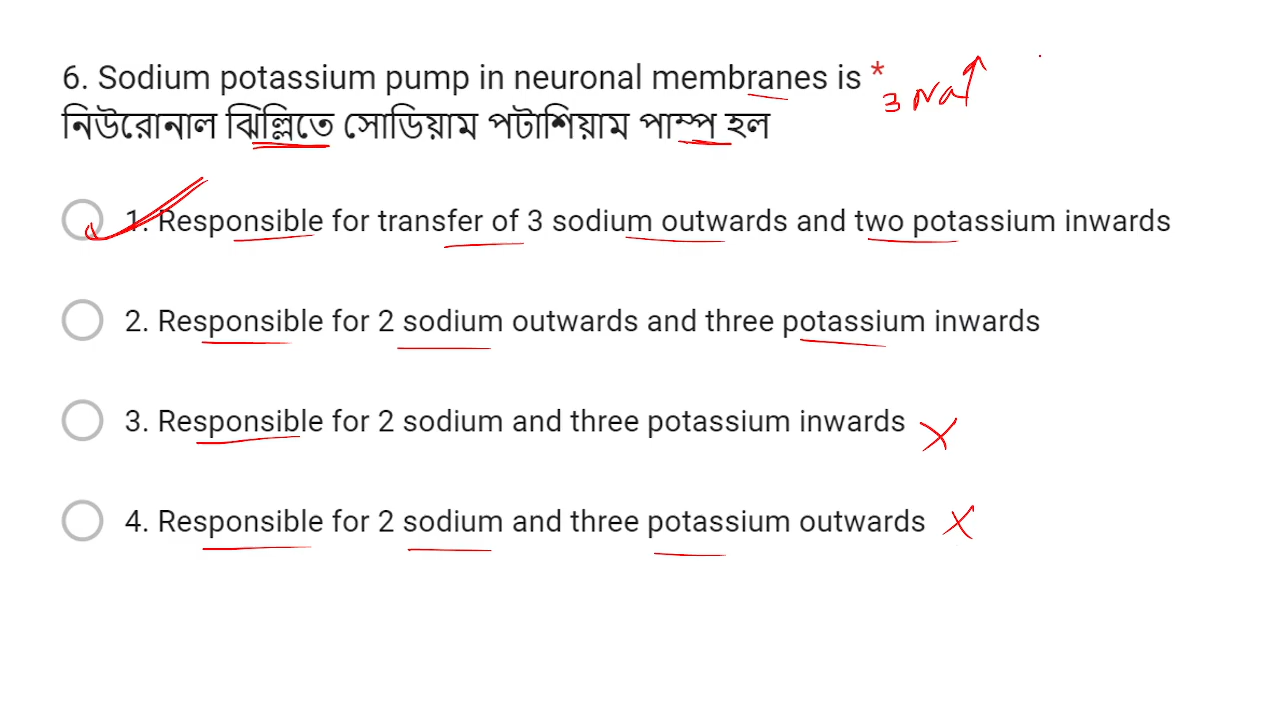 6. Sodium potassium pump in neuronal membranes is *
3 Na↑
নিউরোনাল ঝিল্লিতে সোডিয়াম পটাশিয়াম পাম্প হল
1. Responsible for transfer of 3 sodium outwards and two potassium inwards
2. Responsible for 2 sodium outwards and three potassium inwards
3. Responsible for 2 sodium and three potassium inwards
4. Responsible for 2 sodium and three potassium outwards